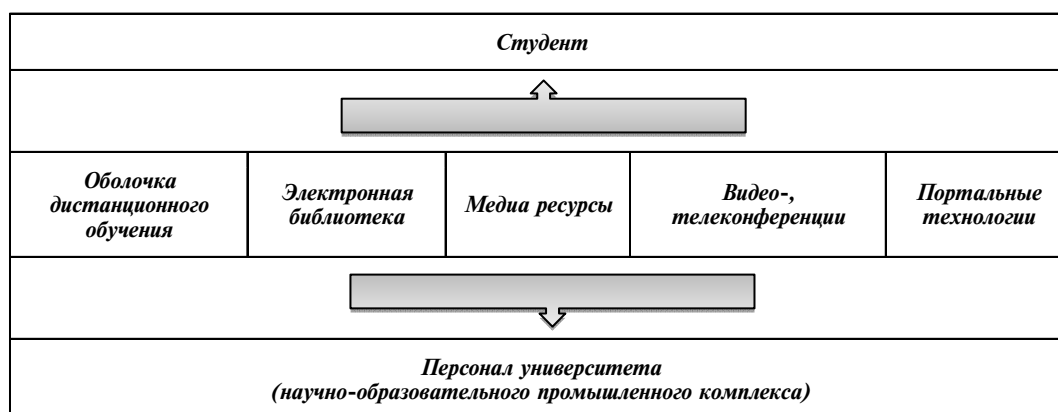 Студент
Оболочка
дистанционного
обучения
Электронная
библиотека
Медиа ресурсы
Видео-,
телеконференции
Портальные
технологии
Персонал университета
(научно-образовательного промышленного комплекса)